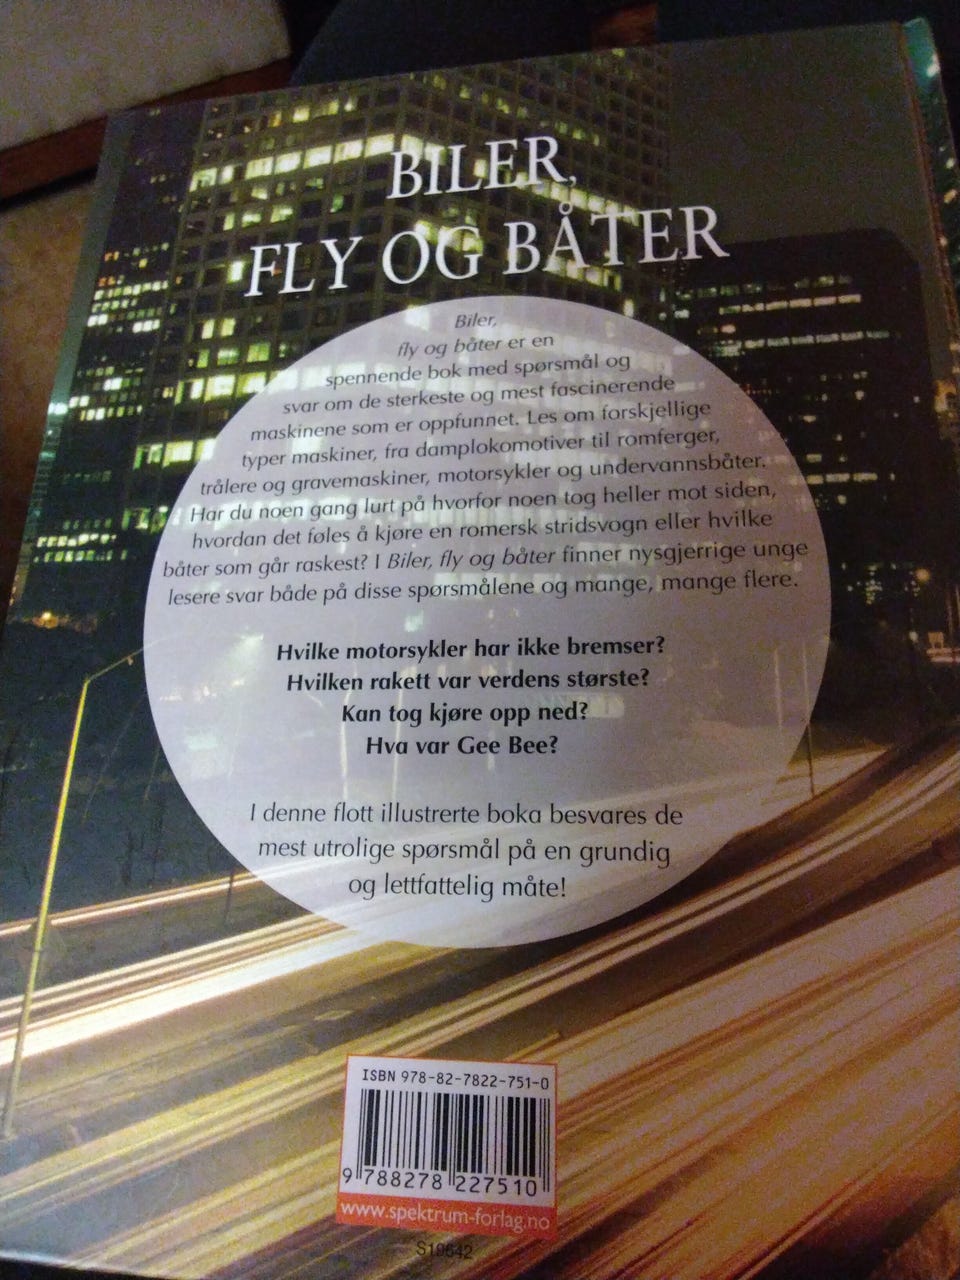 BILER,
FLY OG BÅTER
Biler,
fly og båter er en
spennende bok med spørsmål og
svar om de sterkeste og mest fascinerende
maskinene som er oppfunnet. Les om forskjellige
typer maskiner, fra damplokomotiver til romferger,
trålere og gravemaskiner, motorsykler og undervannsbåter.
Har du noen gang lurt på hvorfor noen tog heller mot siden,
hvordan det føles å kjøre en romersk stridsvogn eller hvilke
båter som går raskest? I Biler, fly og båter finner nysgjerrige unge
lesere svar både på disse spørsmålene og mange, mange flere.
Hvilke motorsykler har ikke bremser?
Hvilken rakett var verdens største?
Kan tog kjøre opp ned?
Hva var Gee Bee?
I denne flott illustrerte boka besvares de
mest utrolige spørsmål på en grundig
og lettfattelig måte!
ISBN 978-82-7822-751-0
9 788278 227510
www.spektrum-forlag.no
S19642